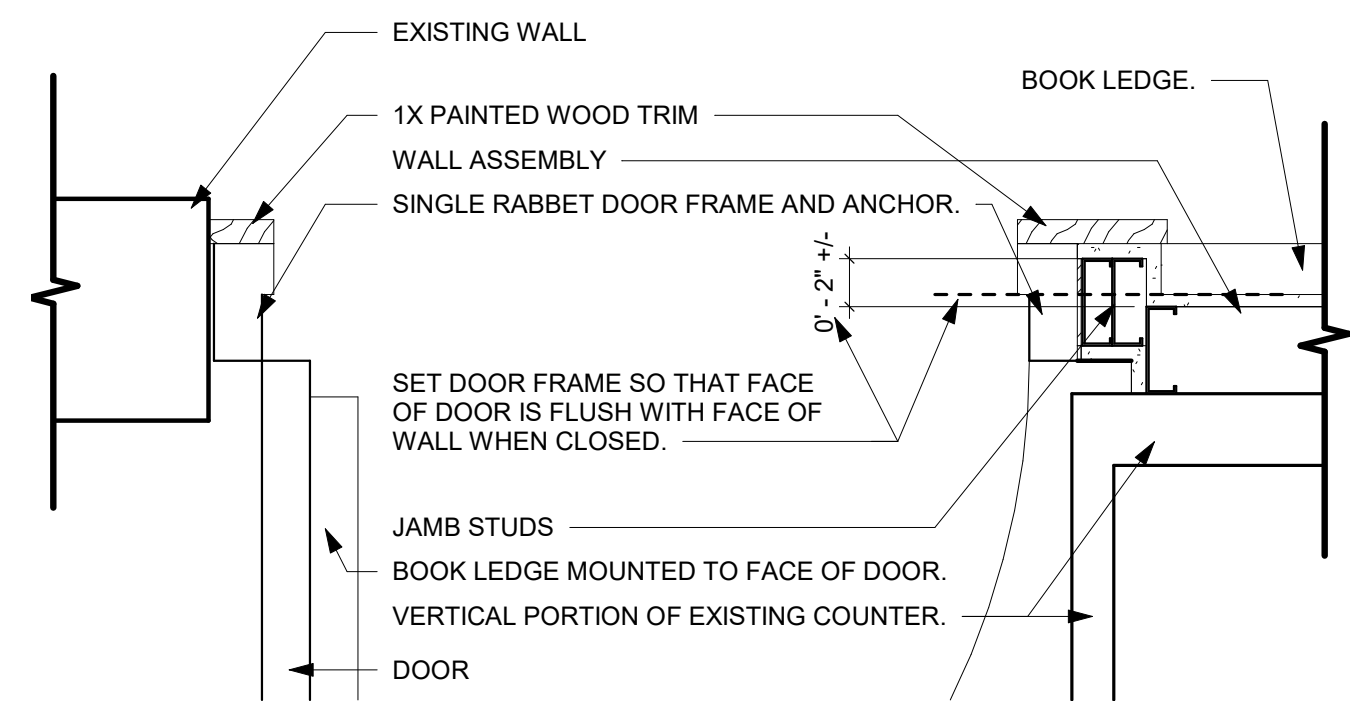 EXISTING WALL
BOOK LEDGE.
1X PAINTED WOOD TRIM
WALL ASSEMBLY
SINGLE RABBET DOOR FRAME AND ANCHOR.
0' - 2" +/-
SET DOOR FRAME SO THAT FACE
OF DOOR IS FLUSH WITH FACE OF
WALL WHEN CLOSED.
JAMB STUDS
BOOK LEDGE MOUNTED TO FACE OF DOOR.
VERTICAL PORTION OF EXISTING COUNTER.
DOOR